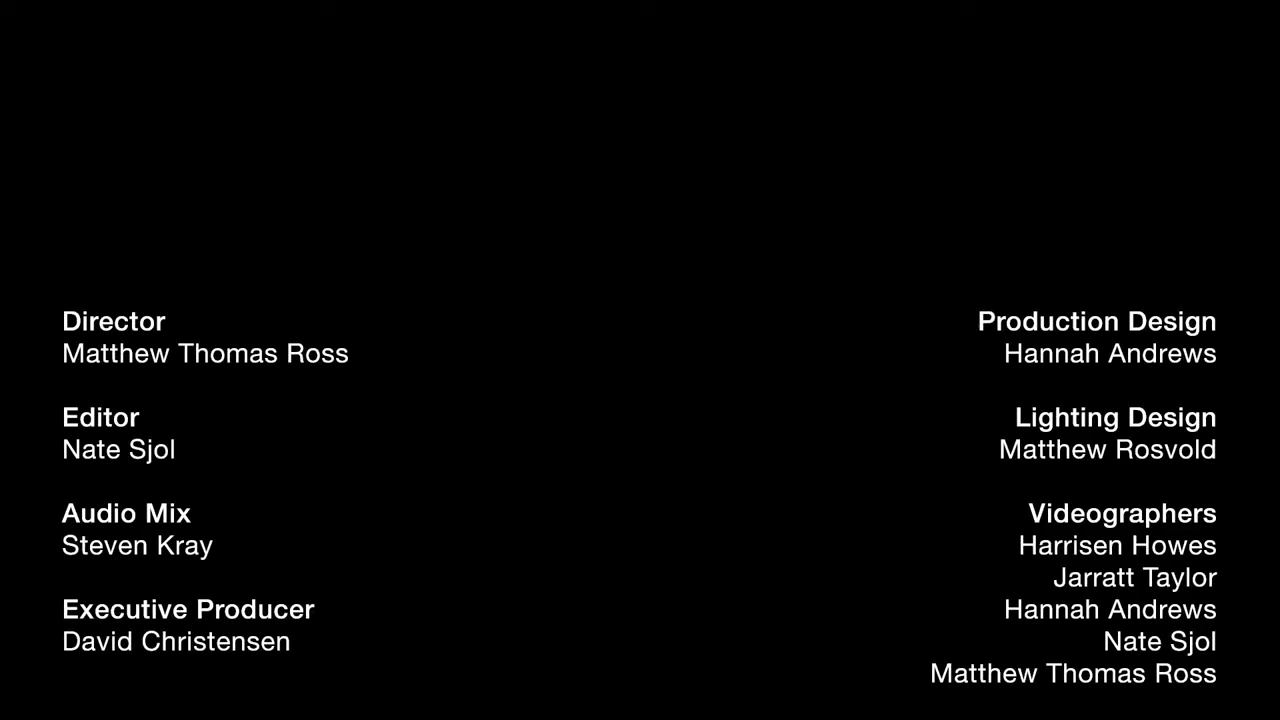 Director
Matthew Thomas Ross
Editor
Nate Sjol
Audio Mix
Steven Kray
Executive Producer
David Christensen
Production Design
Hannah Andrews
Lighting Design
Matthew Rosvold
Videographers
Harrisen Howes
Jarratt Taylor
Hannah Andrews
Nate Sjol
Matthew Thomas Ross